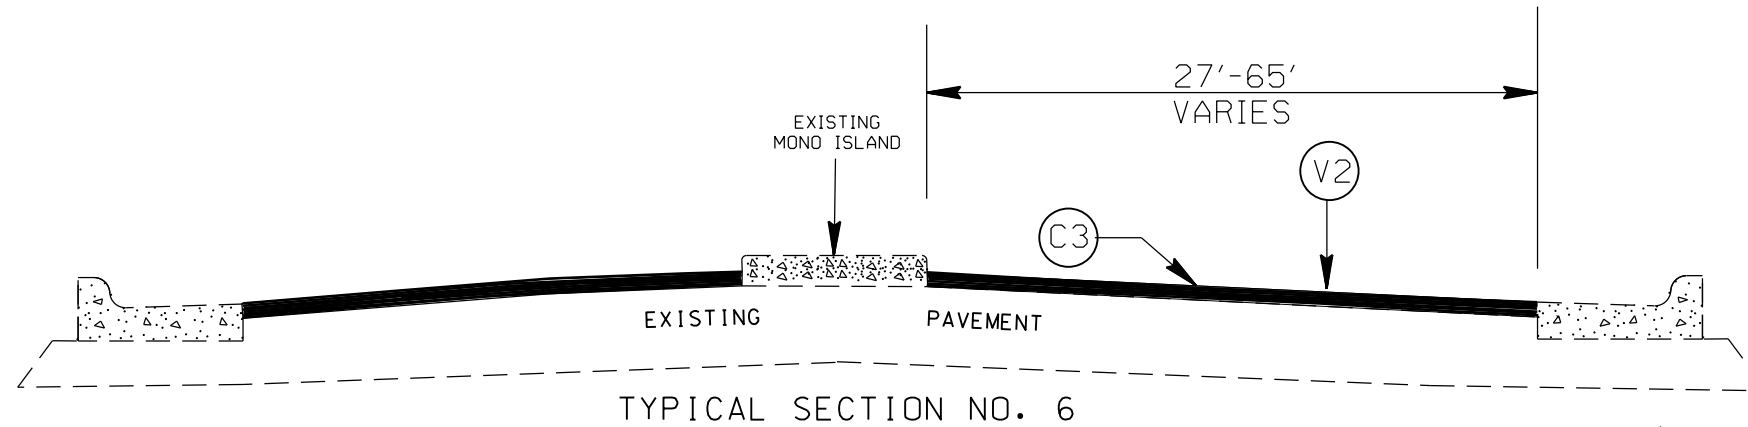 27'-65'
VARIES
EXISTING
MONO ISLAND
V2
C3
EXISTING PAVEMENT
TYPICAL SECTION NO. 6